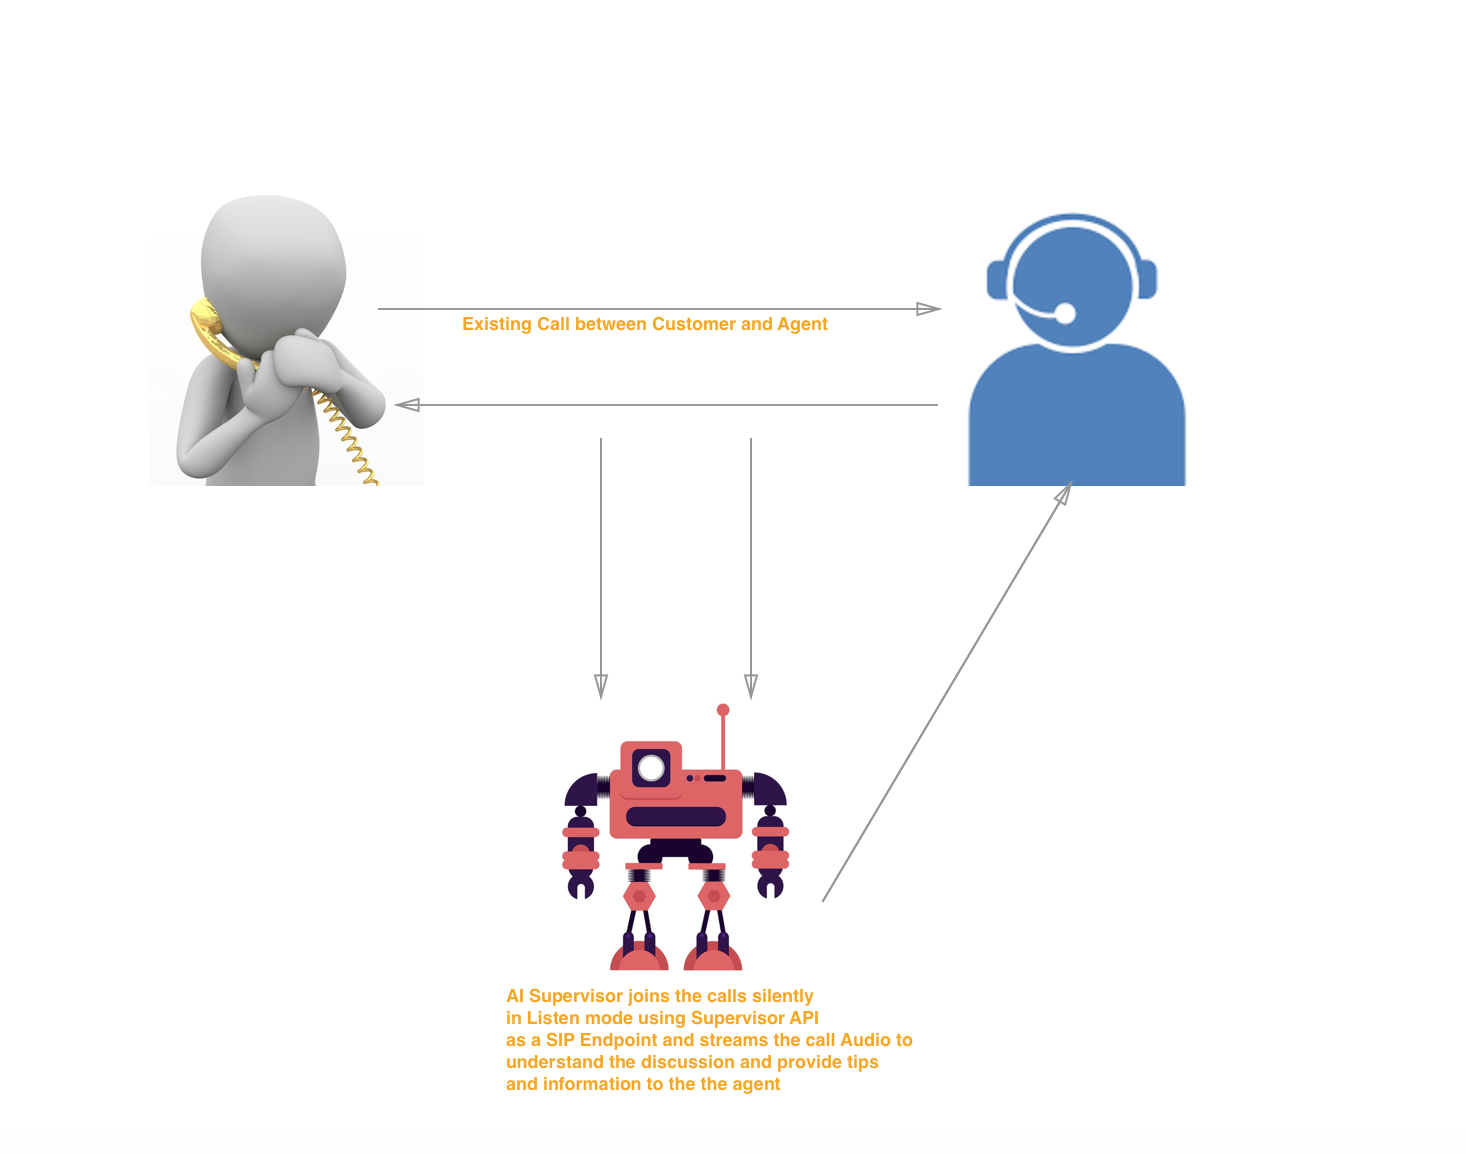 Existing Call between Customer and Agent
AI Supervisor joins the calls silently
in Listen mode using Supervisor API
as a SIP Endpoint and streams the call Audio to
understand the discussion and provide tips
and information to the the agent